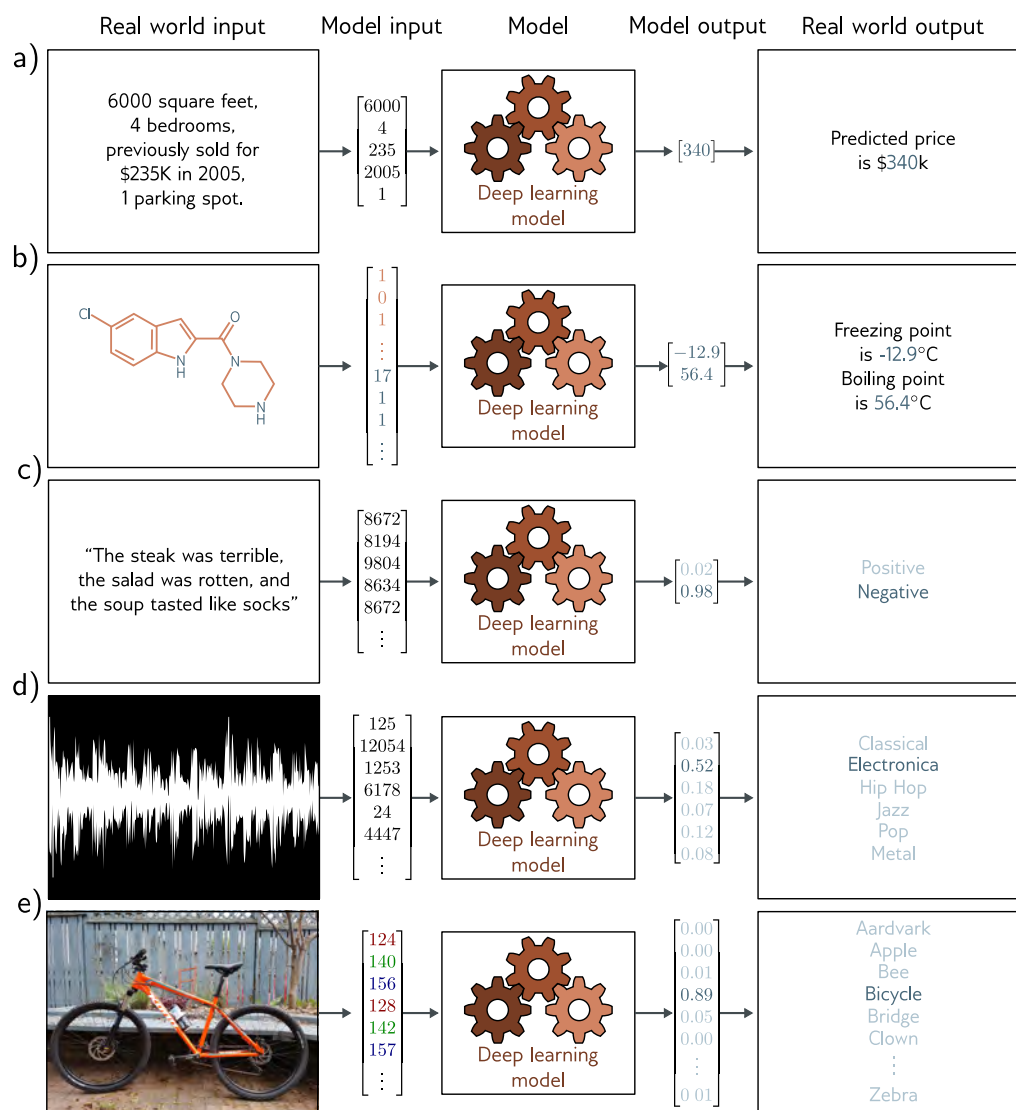 Real world input
Model input
Model
Model output
Real world output
a)
6000 square feet,
4 bedrooms,
previously sold for
$235K in 2005,
1 parking spot.
6000
4
235
2005
1
Deep learning
model
[340]
Predicted price
is $340k
b)
Cl
O
N
H
N
N
H
1
0
1
⋮
17
1
1
⋮
Deep learning
model
−12.9
56.4
Freezing point
is -12.9°C
Boiling point
is 56.4°C
c)
“The steak was terrible,
the salad was rotten, and
the soup tasted like socks”
8672
8194
9804
8634
8672
⋮
Deep learning
model
0.02
0.98
Positive
Negative
d)
125
12054
1253
6178
24
4447
⋮
Deep learning
model
0.03
0.52
0.18
0.07
0.12
0.08
Classical
Electronica
Hip Hop
Jazz
Pop
Metal
e)
124
140
156
128
142
157
⋮
Deep learning
model
0.00
0.00
0.01
0.89
0.05
0.00
⋮
0 01
Aardvark
Apple
Bee
Bicycle
Bridge
Clown
⋮
Zebra